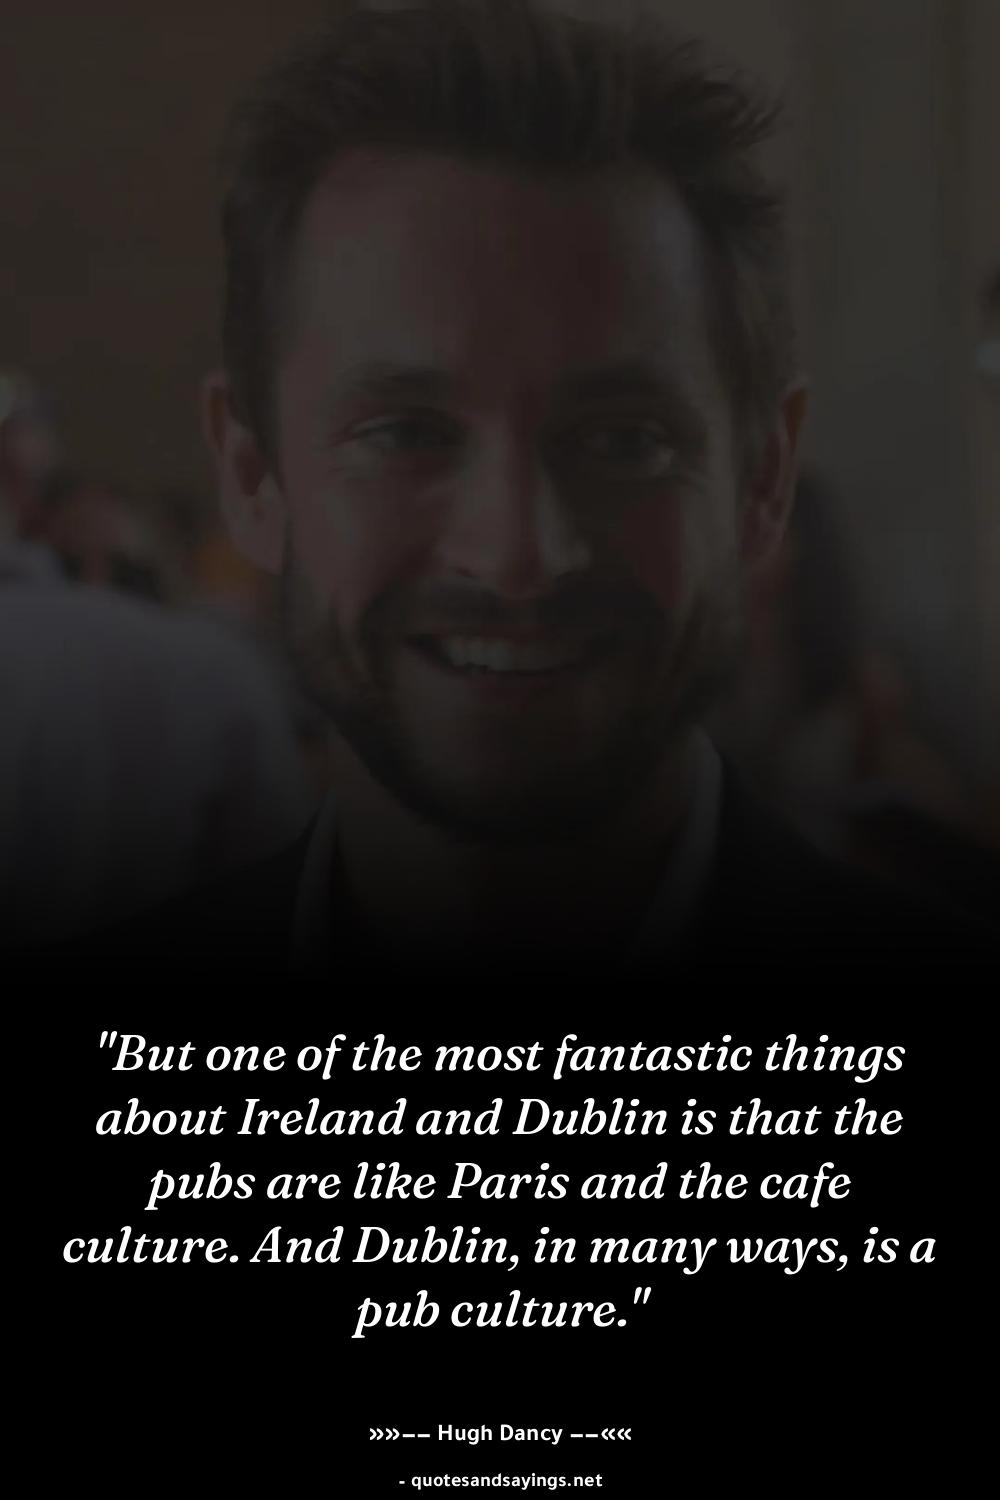 "But one of the most fantastic things
about Ireland and Dublin is that the
pubs are like Paris and the cafe
culture. And Dublin, in many ways, is a
pub culture."
»»–– Hugh Dancy ––««
- quotesandsayings.net